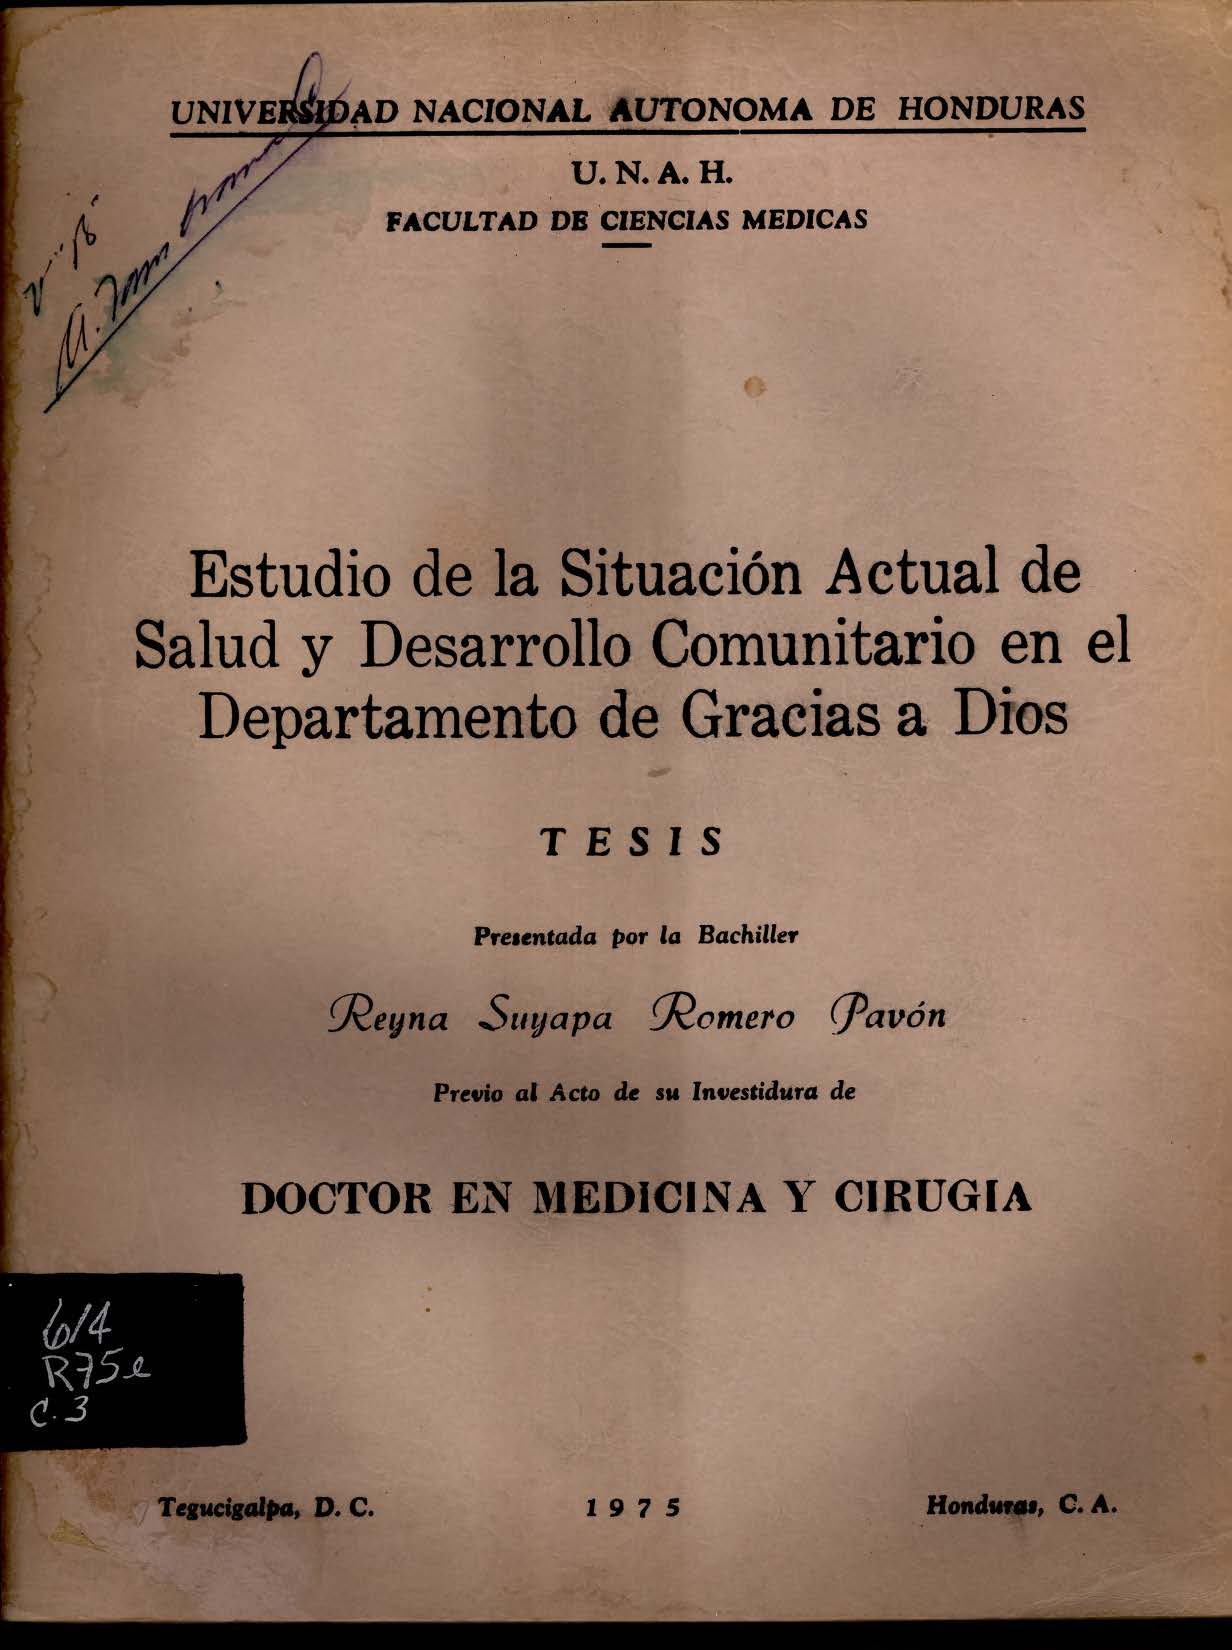 UNIVERSIDAD NACIONAL AUTONOMA DE HONDURAS
U. N. A. H.
FACULTAD DE CIENCIAS MEDICAS
Estudio de la Situación Actual de
Salud y Desarrollo Comunitario en el
Departamento de Gracias a Dios
TESIS
Presentada por la Bachiller
Reyna Suyapa Romero Pavón
Previo al Acto de su Investidura de
DOCTOR EN MEDICINA Y CIRUGIA
614
R75e
C. 3
Tegucigalpa, D. C. 1975 Honduras, C. A.